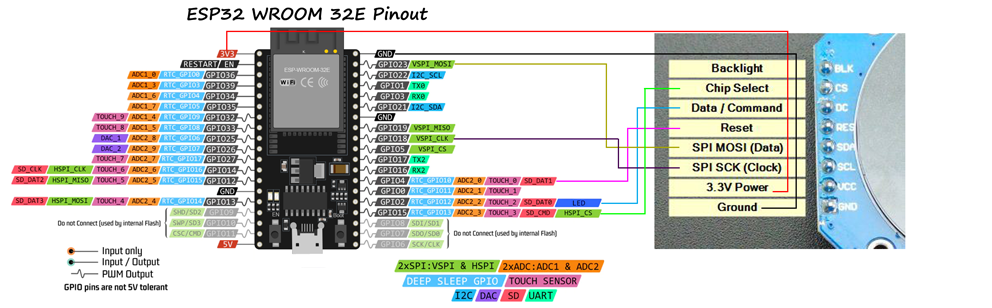 ESP32 WROOM 32E Pinout
3V3
RESTART EN
ADC1_0 RTC_GPIO0 GPIO36
ADC1_3 RTC_GPIO3 GPIO39
ADC1_6 RTC_GPIO4 GPIO34
ADC1_7 RTC_GPIO5 GPIO35
TOUCH_9 ADC1_4 RTC_GPIO9 GPIO32
TOUCH_8 ADC1_5 RTC_GPIO8 GPIO33
DAC_1 ADC2_8 RTC_GPIO6 GPIO25
DAC_2 ADC2_9 RTC_GPIO7 GPIO26
TOUCH_7 ADC2_7 RTC_GPIO17 GPIO27
SD_CLK HSPI_CLK TOUCH_6 ADC2_6 RTC_GPIO16 GPIO14
SD_DAT2 HSPI_MISO TOUCH_5 ADC2_5 RTC_GPIO15 GPIO12
GND
SD_DAT3 HSPI_MOSI TOUCH_4 ADC2_4 RTC_GPIO14 GPIO13
SHD/SD2 GPIO9
SWP/SD3 GPIO10
CSC/CMD GPIO11
5V
Do not Connect (used by internal Flash)
ESP-WROOM-32E
WiFi
CE
EN
GND
GPIO23 VSPI_MOSI
GPIO22 I2C_SCL
GPIO1 TX0
GPIO3 RX0
GPIO21 I2C_SDA
GND
GPIO19 VSPI_MISO
GPIO18 VSPI_CLK
GPIO5 VSPI_CS
GPIO17 TX2
GPIO16 RX2
GPIO4 RTC_GPIO10 ADC2_0 TOUCH_0 SD_DAT1
GPIO0 RTC_GPIO11 ADC2_1 TOUCH_1
GPIO2 RTC_GPIO12 ADC2_2 TOUCH_2 SD_DAT0 LED
GPIO15 RTC_GPIO13 ADC2_3 TOUCH_3 SD_CMD HSPI_CS
GPIO8 SDI/SD1
GPIO7 SDO/SD0
GPIO6 SCK/CLK
Do not Connect (used by internal Flash)
Backlight
Chip Select
Data / Command
Reset
SPI MOSI (Data)
SPI SCK (Clock)
3.3V Power
Ground
BLK
CS
DC
RES
SDA
SCL
VCC
GND
Input only
Input / Output
PWM Output
GPIO pins are not 5V tolerant
2xSPI:VSPI & HSPI 2xADC:ADC1 & ADC2
DEEP SLEEP GPIO TOUCH SENSOR
I2C DAC SD UART